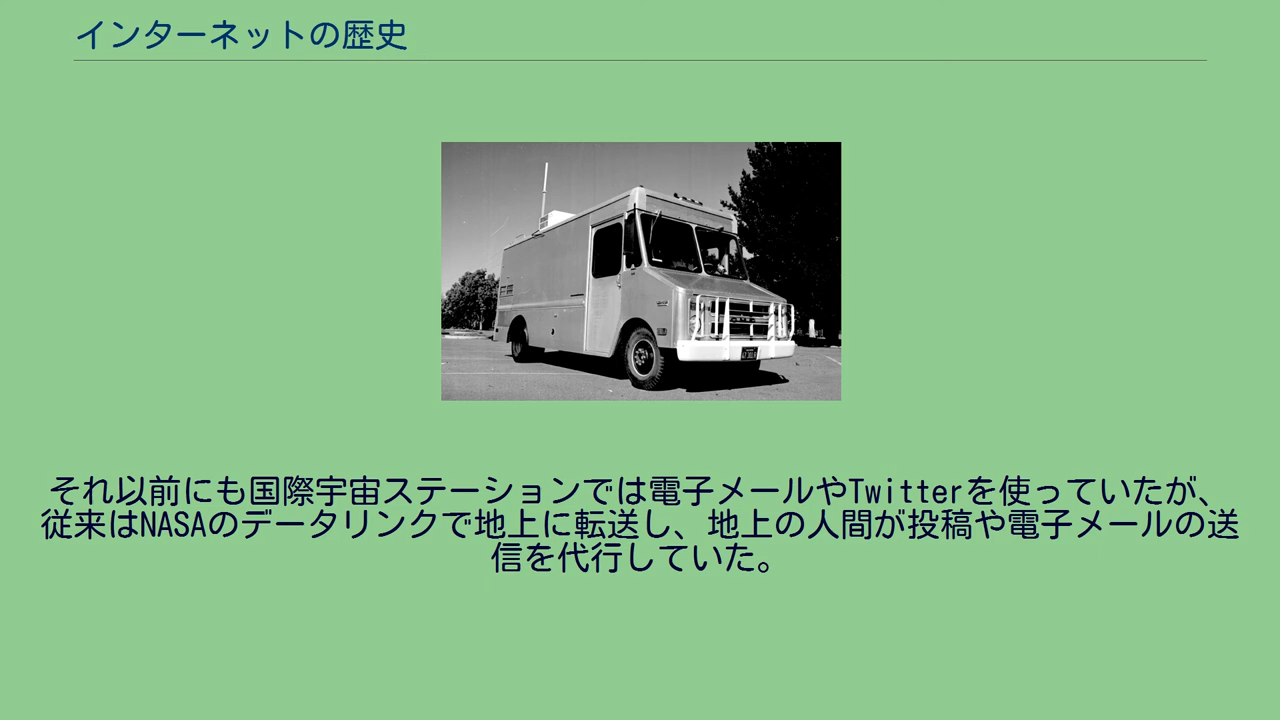 インターネットの歴史
それ以前にも国際宇宙ステーションでは電子メールやTwitterを使っていたが、
従来はNASAのデータリンクで地上に転送し、地上の人間が投稿や電子メールの送
信を代行していた。